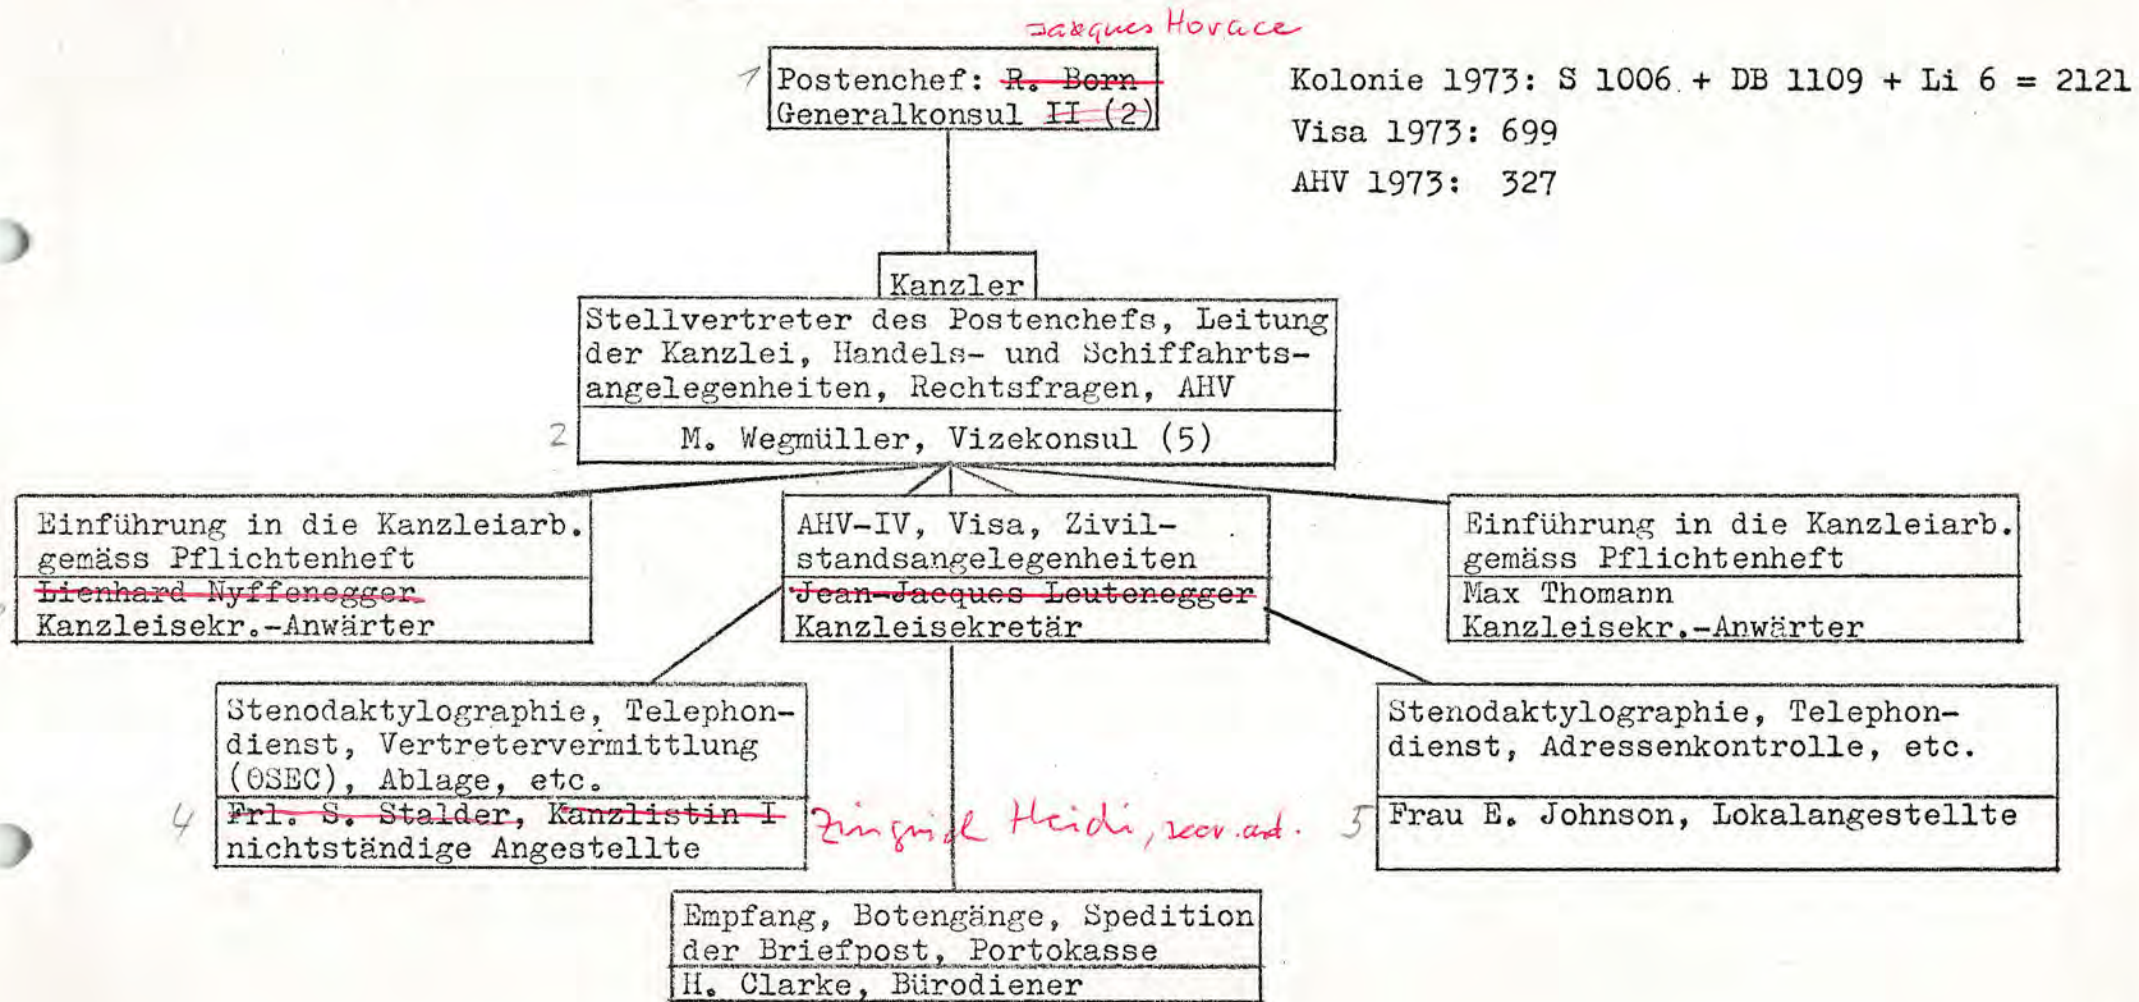 Jacques Horace
1 Postenchef: R. Born
Generalkonsul II (2)
Kolonie 1973: S 1006 + DB 1109 + Li 6 = 2121
Visa 1973: 699
AHV 1973: 327
Kanzler
Stellvertreter des Postenchefs, Leitung
der Kanzlei, Handels- und Schiffahrts-
angelegenheiten, Rechtsfragen, AHV
2 M. Wegmüller, Vizekonsul (5)
Einführung in die Kanzleiarb.
gemäss Pflichtenheft
Lienhard Nyffenegger
Kanzleisekr.-Anwärter
AHV-IV, Visa, Zivil-
standsangelegenheiten
Jean-Jacques Leutenegger
Kanzleisekretär
Einführung in die Kanzleiarb.
gemäss Pflichtenheft
Max Thomann
Kanzleisekr.-Anwärter
Stenodaktylographie, Telephon-
dienst, Vertretervermittlung
(OSEC), Ablage, etc.
4 Frl. S. Stalder, Kanzlistin I
nichtständige Angestellte
Heidi,
Stenodaktylographie, Telephon-
dienst, Adressenkontrolle, etc.
5 Frau E. Johnson, Lokalangestellte
Empfang, Botengänge, Spedition
der Briefpost, Portokasse
H. Clarke, Bürodiener